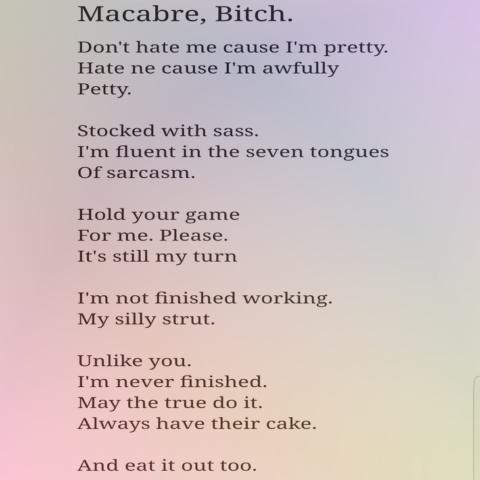 Macabre, Bitch.
Don't hate me cause I'm pretty.
Hate ne cause I'm awfully
Petty.
Stocked with sass.
I'm fluent in the seven tongues
Of sarcasm.
Hold your game
For me. Please.
It's still my turn
I'm not finished working.
My silly strut.
Unlike you.
I'm never finished.
May the true do it.
Always have their cake.
And eat it out too.